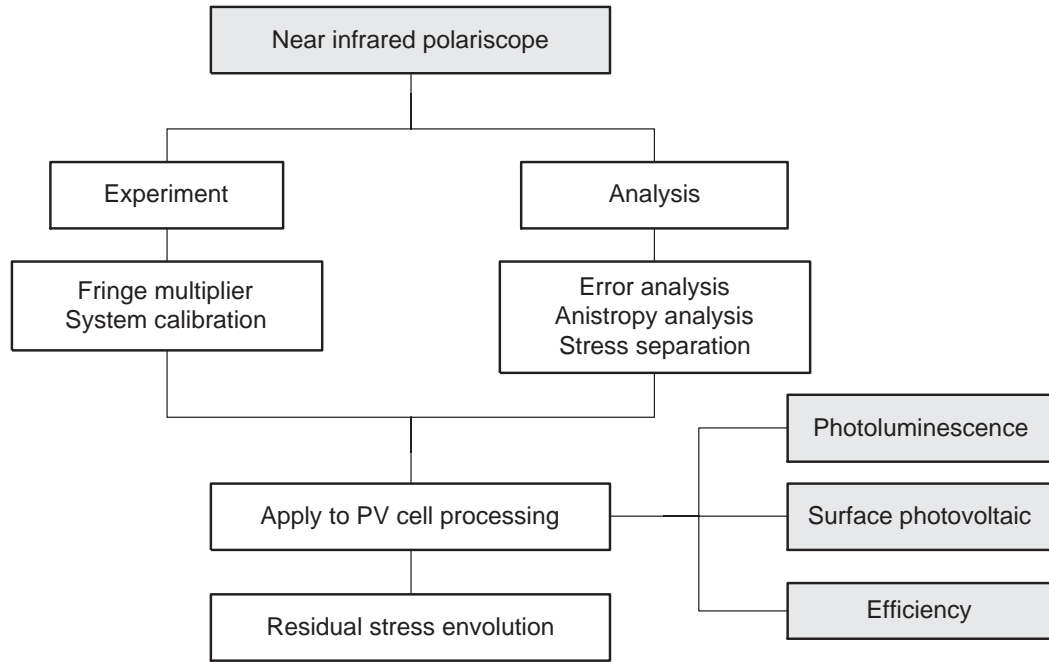 Near infrared polariscope
Experiment
Analysis
Fringe multiplier
System calibration
Error analysis
Anistropy analysis
Stress separation
Photoluminescence
Apply to PV cell processing
Surface photovoltaic
Residual stress envolution
Efficiency